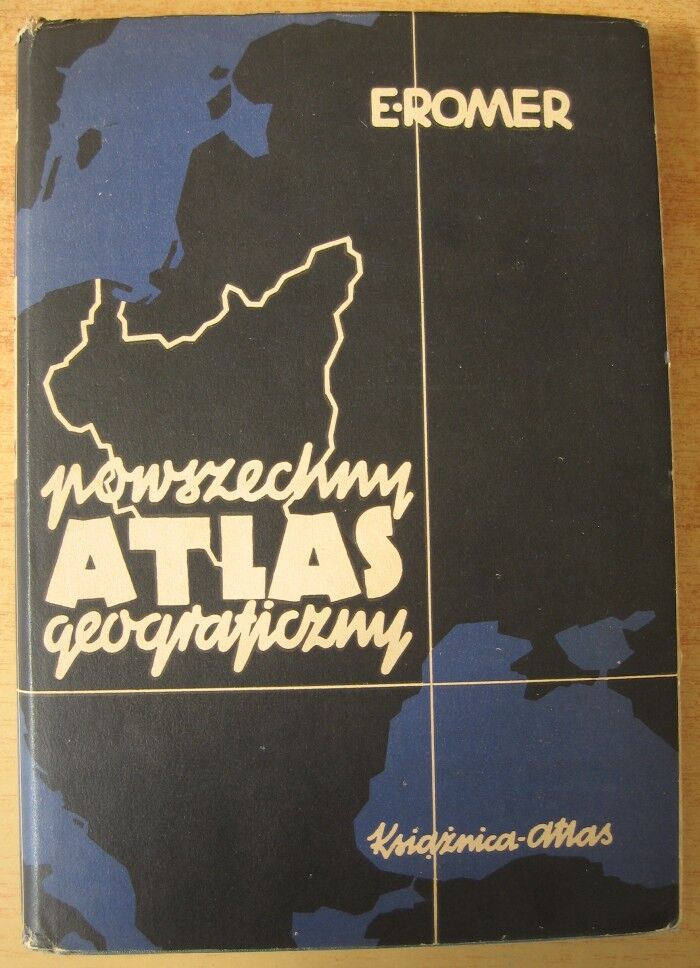 E·ROMER
powszechny
ATLAS
geograficzny
Książnica-Atlas